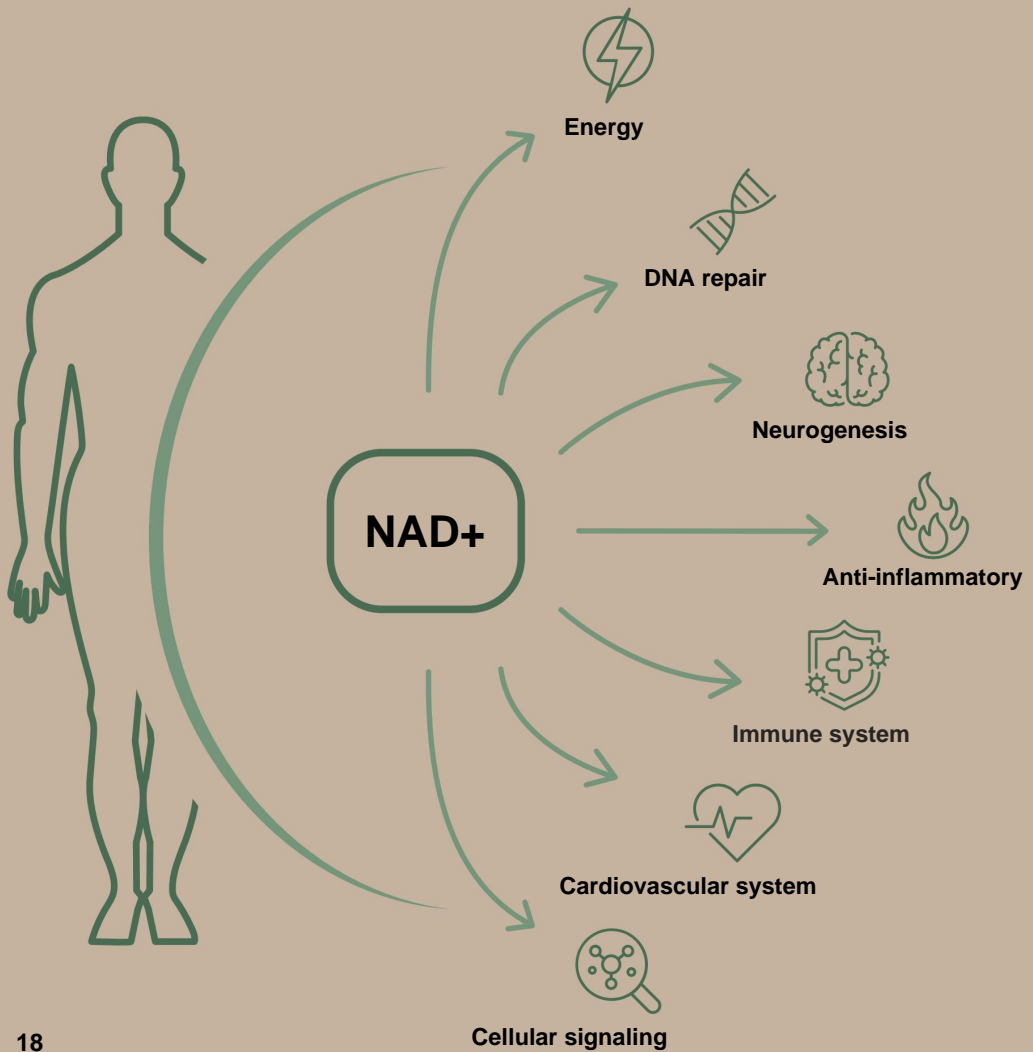 Energy
DNA repair
Neurogenesis
NAD+
Anti-inflammatory
Immune system
Cardiovascular system
Cellular signaling
18